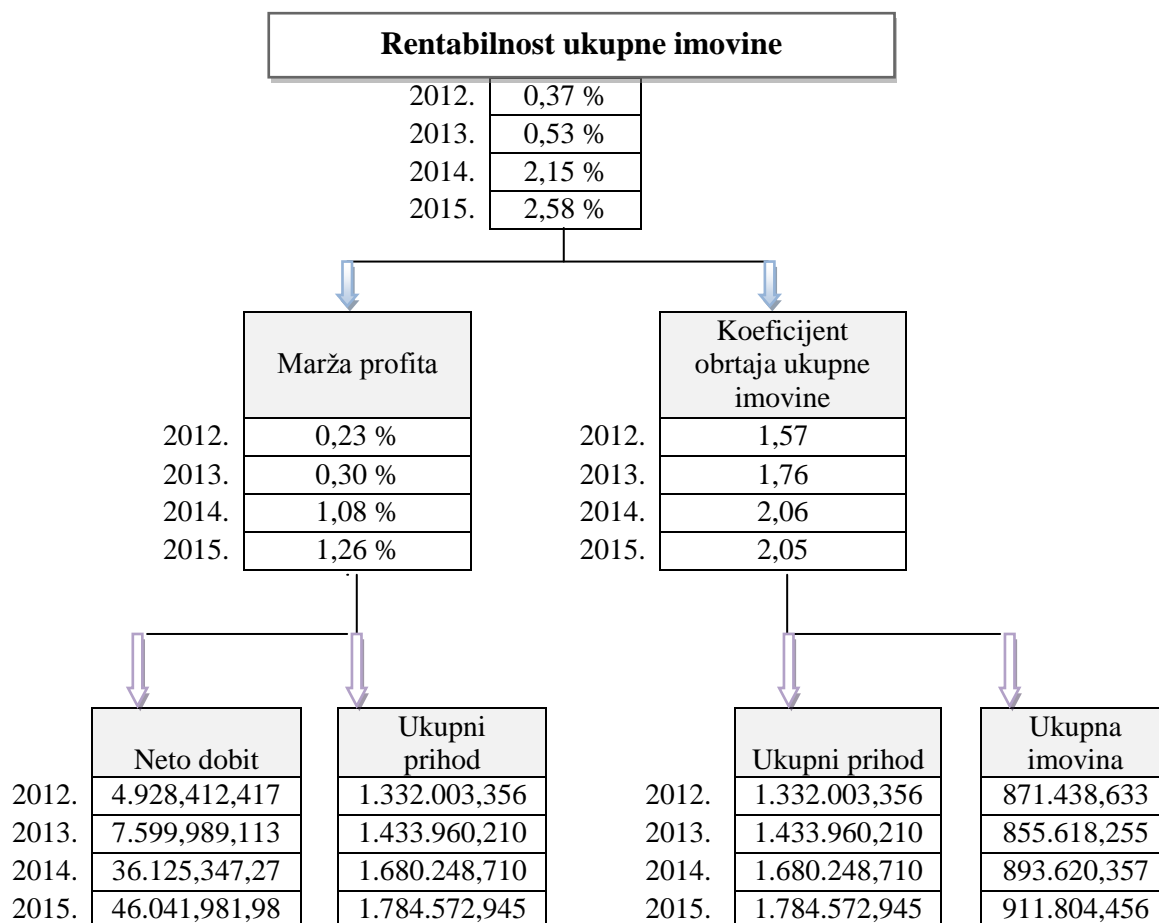 Rentabilnost ukupne imovine
2012. 0,37 %
2013. 0,53 %
2014. 2,15 %
2015. 2,58 %
Marža profita
2012. 0,23 %
2013. 0,30 %
2014. 1,08 %
2015. 1,26 %
Koeficijent
obrtaja ukupne
imovine
2012. 1,57
2013. 1,76
2014. 2,06
2015. 2,05
Neto dobit
2012. 4.928,412,417
2013. 7.599,989,113
2014. 36.125,347,27
2015. 46.041,981,98
Ukupni
prihod
1.332.003,356
1.433.960,210
1.680.248,710
1.784.572,945
Ukupni prihod
2012. 1.332.003,356
2013. 1.433.960,210
2014. 1.680.248,710
2015. 1.784.572,945
Ukupna
imovina
871.438,633
855.618,255
893.620,357
911.804,456